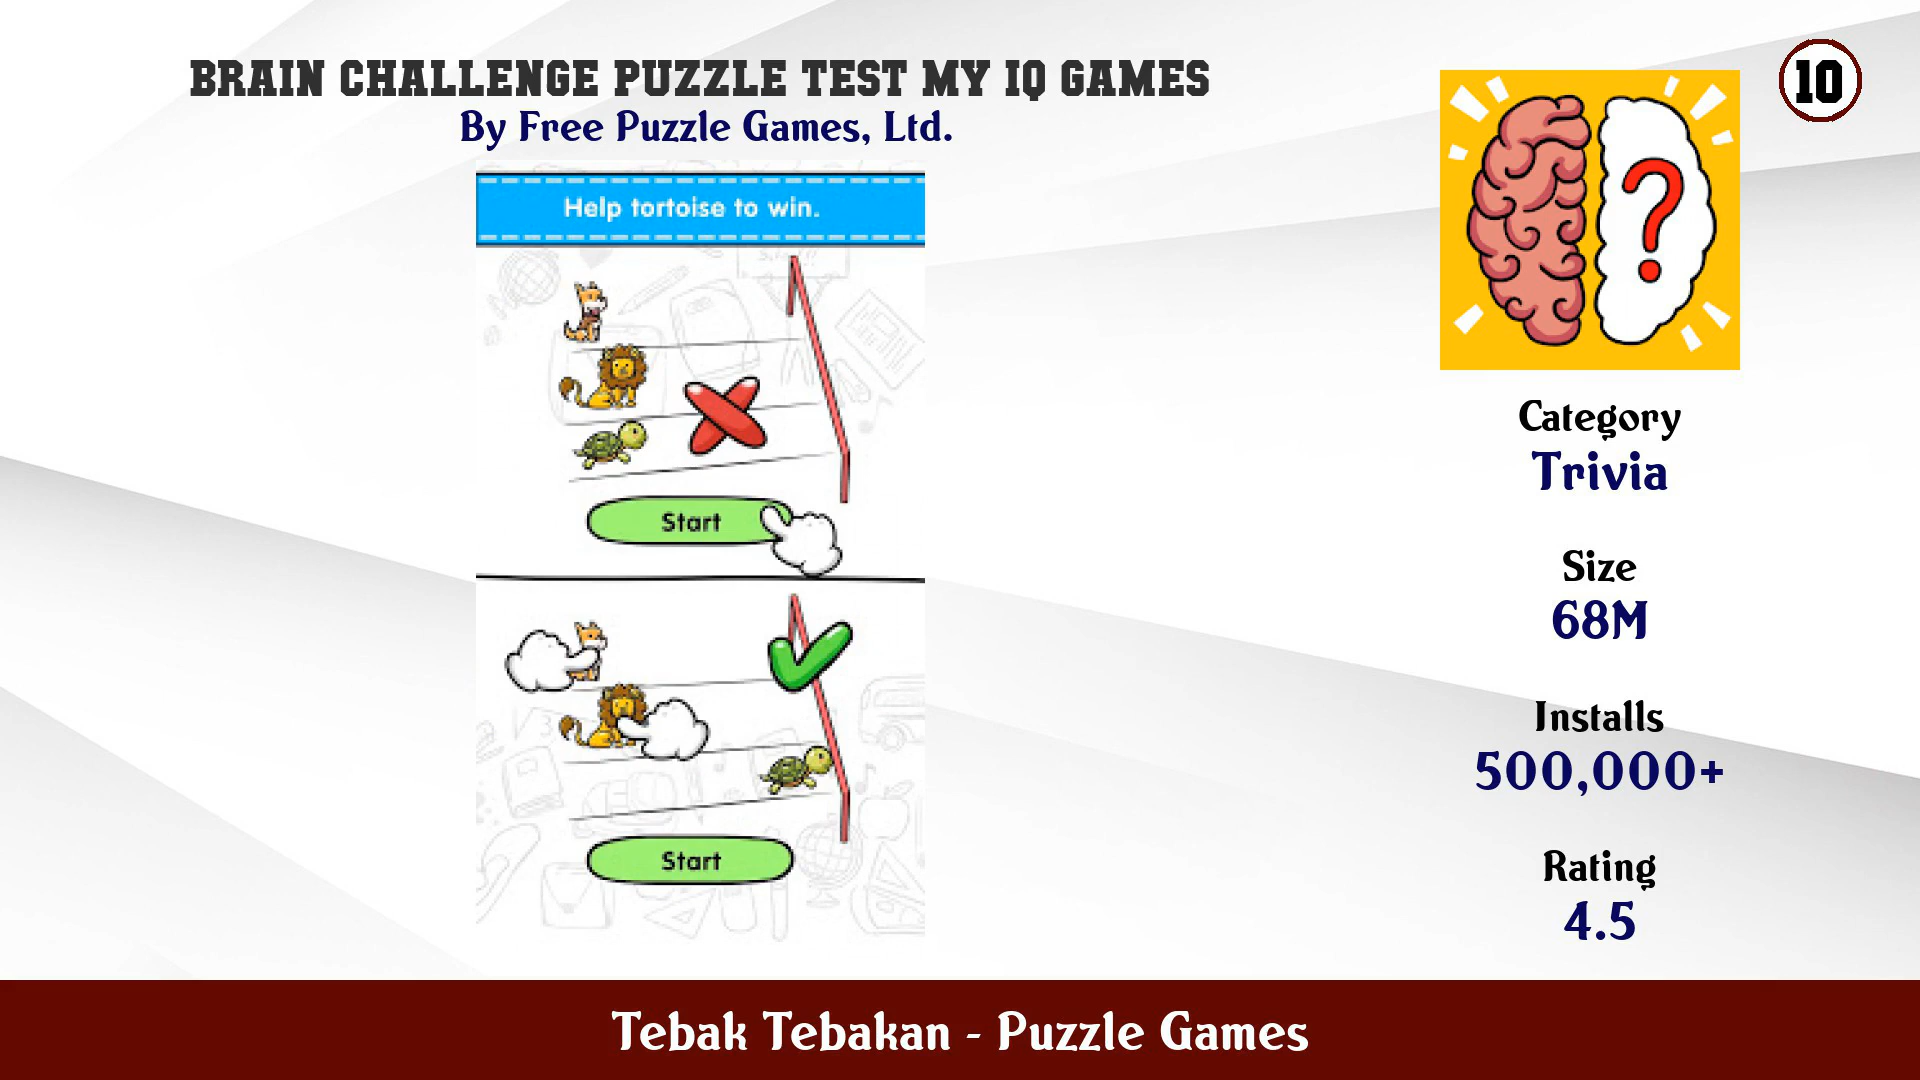 BRAIN CHALLENGE PUZZLE TEST MY IQ GAMES
By Free Puzzle Games, Ltd.
10
Help tortoise to win.
Start
Start
?
Category
Trivia
Size
68M
Installs
500,000+
Rating
4.5
Tebak Tebakan - Puzzle Games